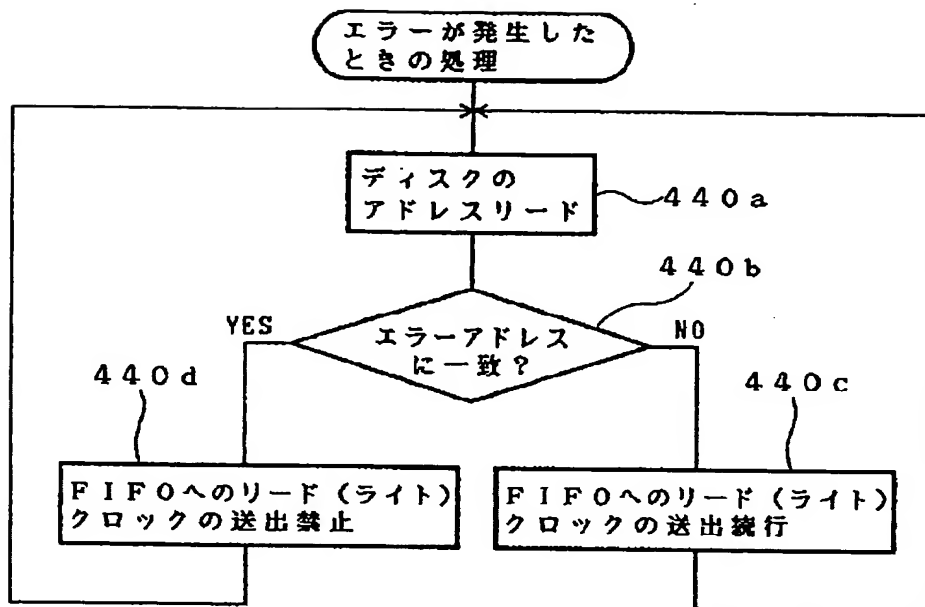 エラーが発生した
ときの処理
ディスクの
アドレスリード
440a
440b
エラーアドレス
に一致?
YES
NO
440d
440c
FIFOへのリード(ライト)
クロックの送出禁止
FIFOへのリード(ライト)
クロックの送出続行